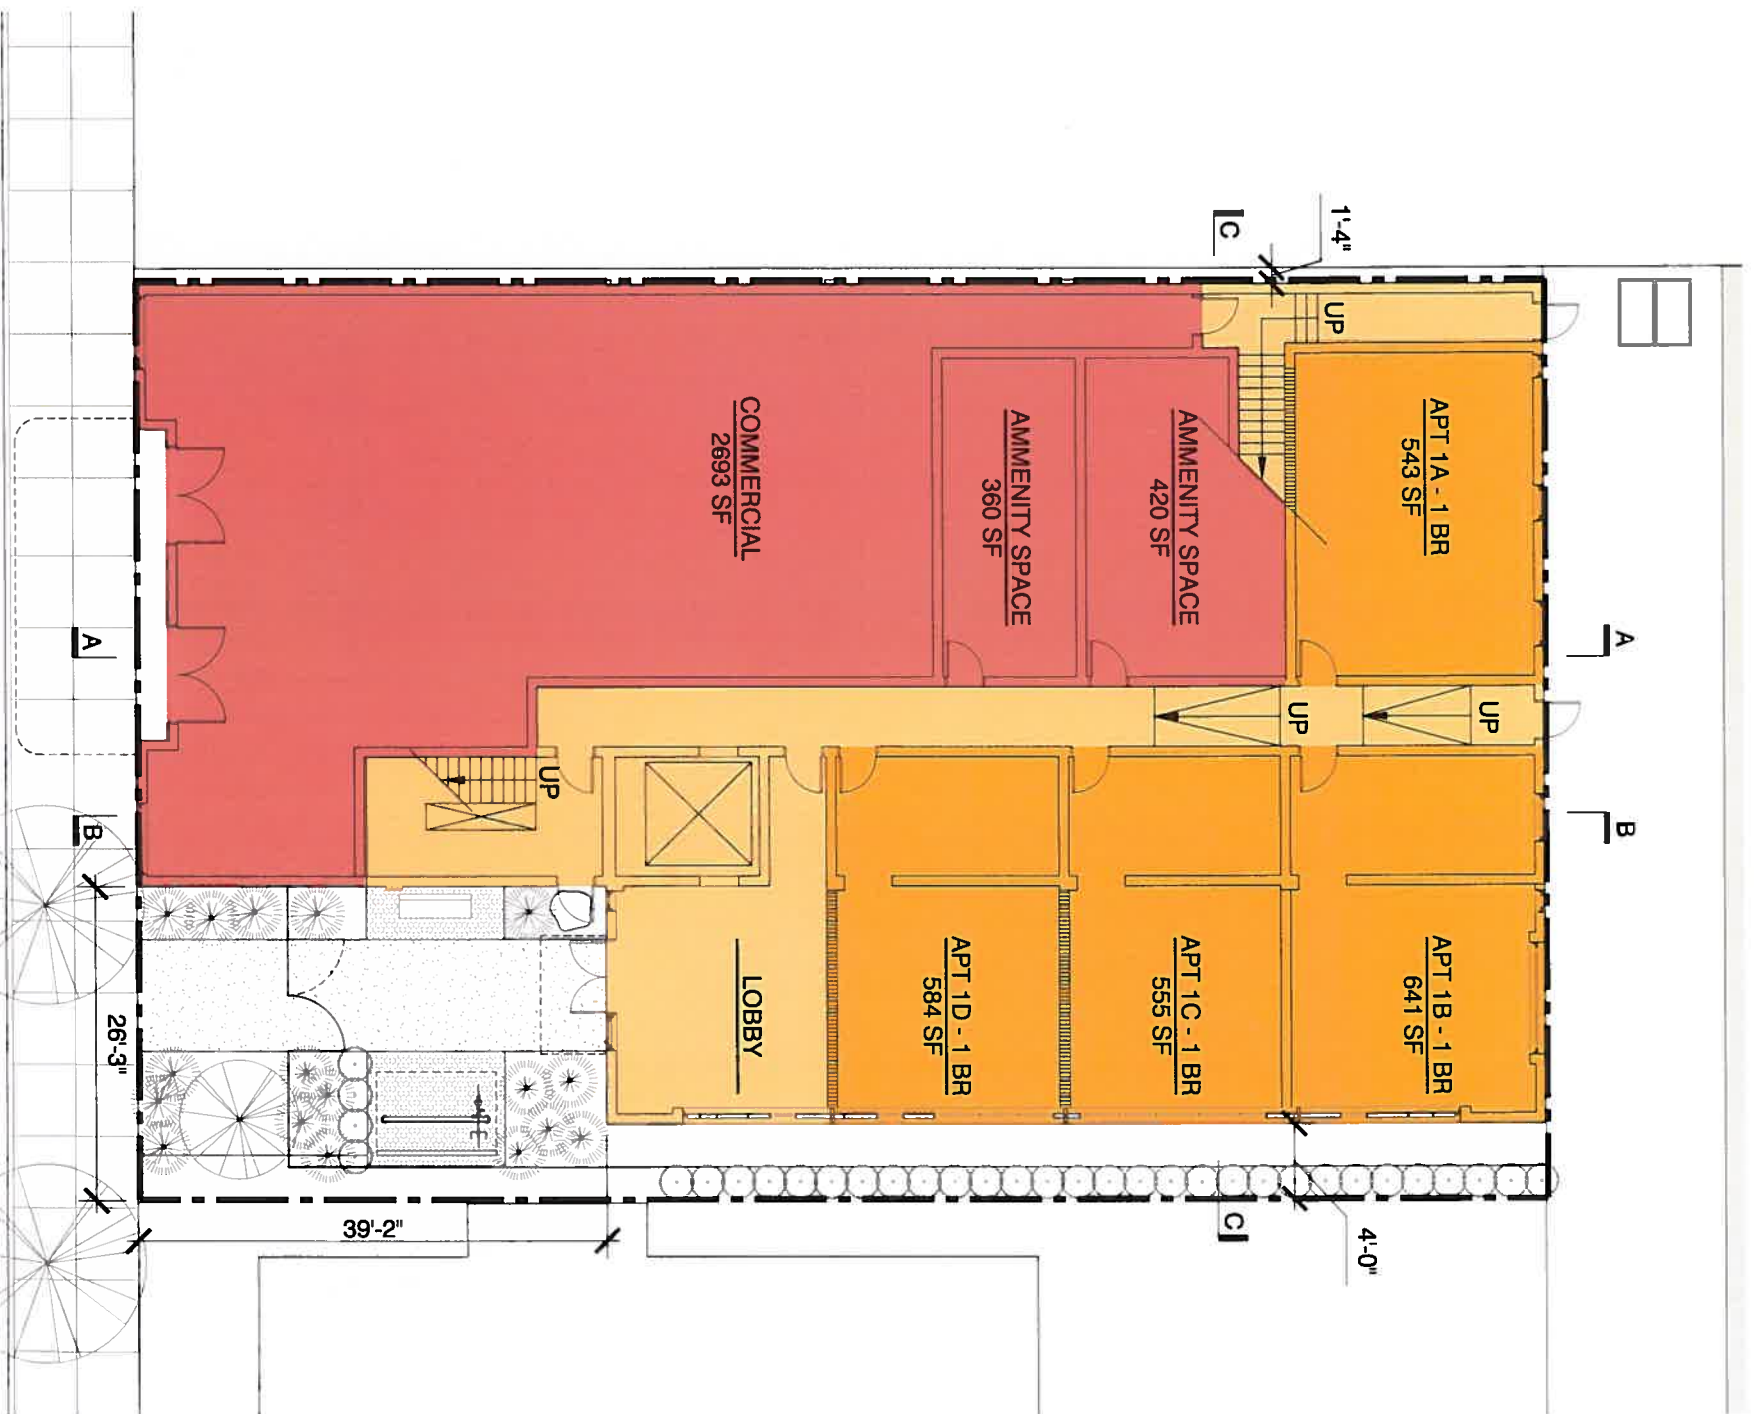 1'-4"
C
UP
APT 1A - 1 BR
543 SF
COMMERCIAL
2693 SF
AMMENITY SPACE
360 SF
AMMENITY SPACE
420 SF
A
A
UP
UP
UP
B
B
LOBBY
APT 1D - 1 BR
584 SF
APT 1C - 1 BR
555 SF
APT 1B - 1 BR
641 SF
26'-3"
39'-2"
C
4'-0"